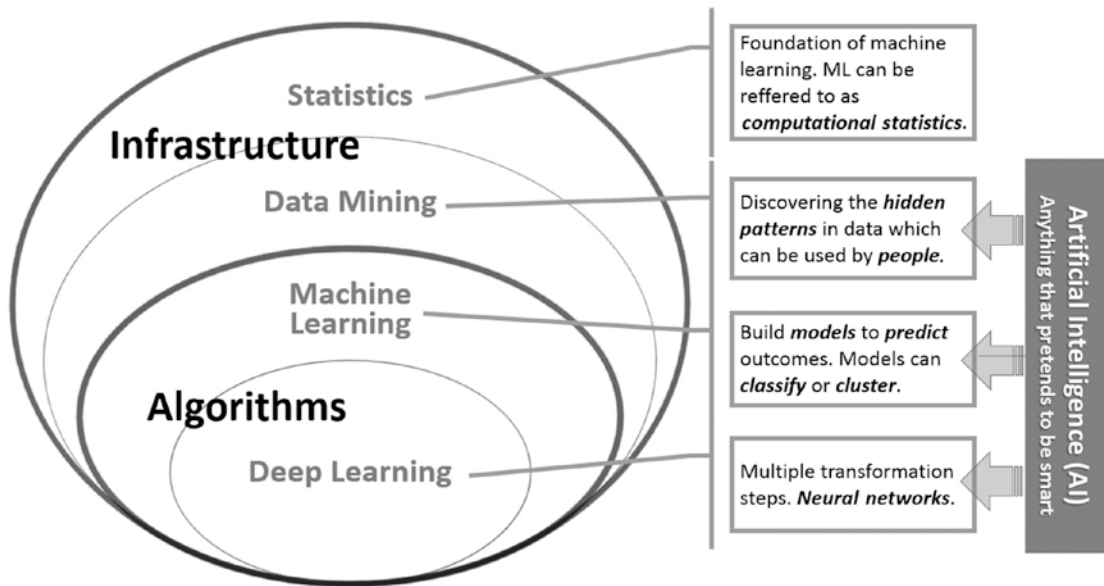 Statistics
Infrastructure
Data Mining
Machine
Learning
Algorithms
Deep Learning
Foundation of machine
learning. ML can be
reffered to as
computational statistics.
Discovering the hidden
patterns in data which
can be used by people.
Build models to predict
outcomes. Models can
classify or cluster.
Multiple transformation
steps. Neural networks.
Artificial Intelligence (AI)
Anything that pretends to be smart